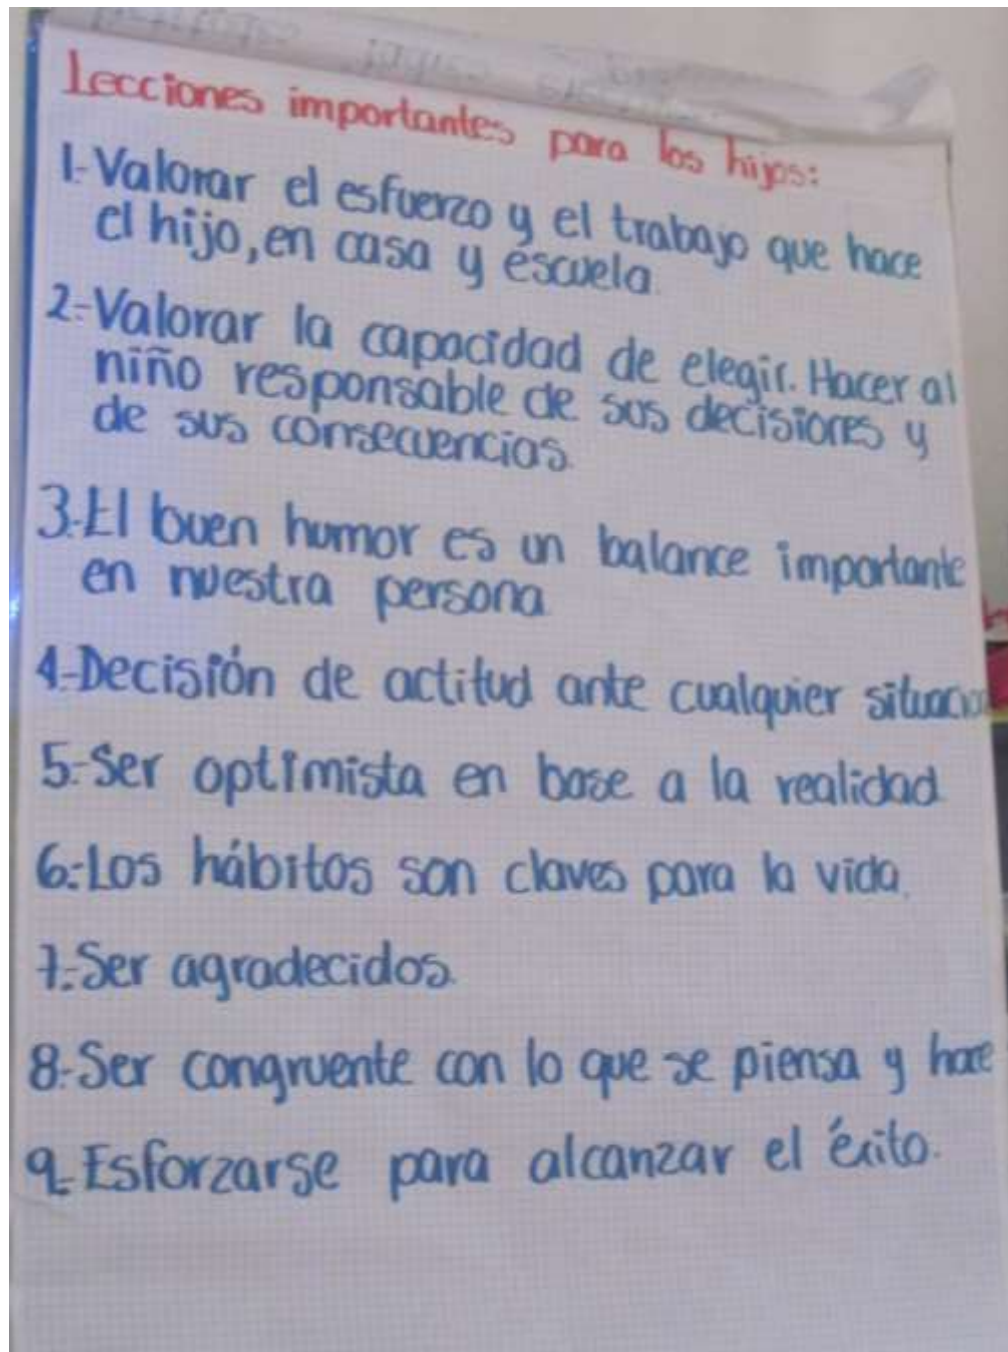 Lecciones importantes para los hijos:
1.-Valorar el esfuerzo y el trabajo que hace
el hijo, en casa y escuela.
2.-Valorar la capacidad de elegir. Hacer al
niño responsable de sus decisiones y
de sus consecuencias.
3.-El buen humor es un balance importante
en nuestra persona
4.-Decisión de actitud ante cualquier situación
5.-Ser optimista en base a la realidad
6.-Los hábitos son claves para la vida.
7.-Ser agradecidos.
8.-Ser congruente con lo que se piensa y hace
9.-Esforzarse para alcanzar el éxito.